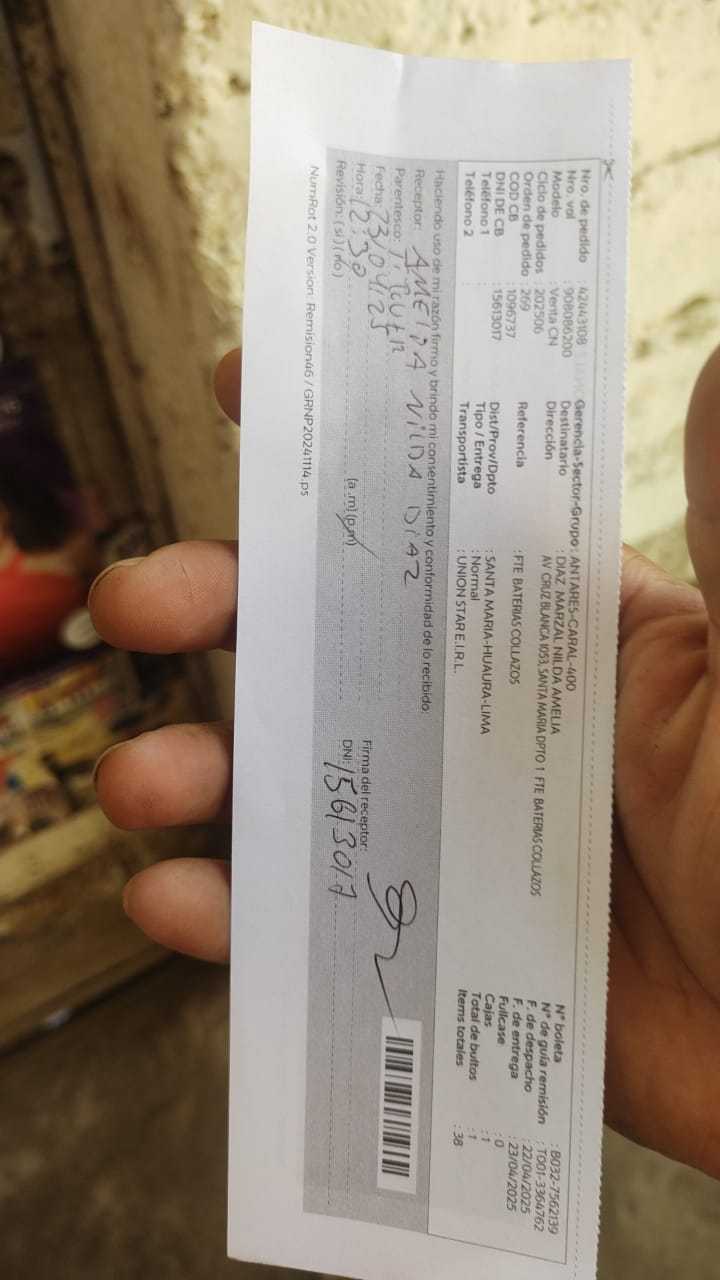 Nro. de pedido : 42443108
Nro. vol : 908086200
Modelo : Venta CN
Ciclo de pedidos : 202506
Orden de pedido : 269
COD CB : 1096737
DNI DE CB : 15613017
Teléfono 1 :
Teléfono 2 :
Gerencia-Sector-Grupo : ANTARES-CARAL-400
Destinatario : DIAZ MARZAL NILDA AMELIA
Dirección AV CRUZ BLANCA 1053, SANTA MARIA DPTO 1 FTE BATERIAS COLLAZOS
Referencia : FTE BATERIAS COLLAZOS
Dist/Prov/Dpto : SANTA MARIA-HUAURA-LIMA
Tipo / Entrega : Normal
Transportista : UNION STAR E.I.R.L.
N° boleta : B032-7562139
N° de guía remisión : T001-3364762
F. de despacho : 22/04/2025
F. de entrega : 23/04/2025
Fullcase : 0
Cajas : 1
Total de bultos : 1
Items totales : 38
Haciendo uso de mi razón firmo y brindo mi consentimiento y conformidad de lo recibido:
Receptor: AMELDA NILDA DIAZ
Parentesco:
Fecha: 23/04/25
Hora: 12:30 (a.m) (p.m)
Revisión: (si) (no)
Firma del receptor:
DNI: 15613017
NumRot 2.0 Version: Remision46 / GRNP20241114.ps